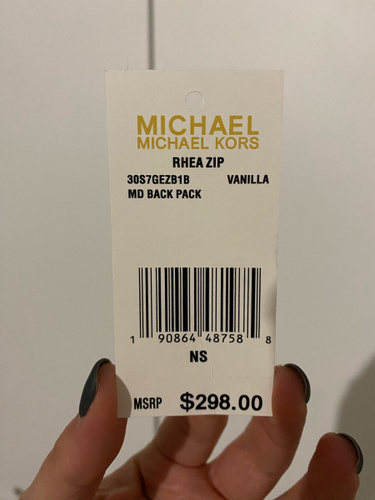 MICHAEL
MICHAEL KORS
RHEA ZIP
30S7GEZB1B VANILLA
MD BACK PACK
1 90864 48758 8
NS
MSRP $298.00